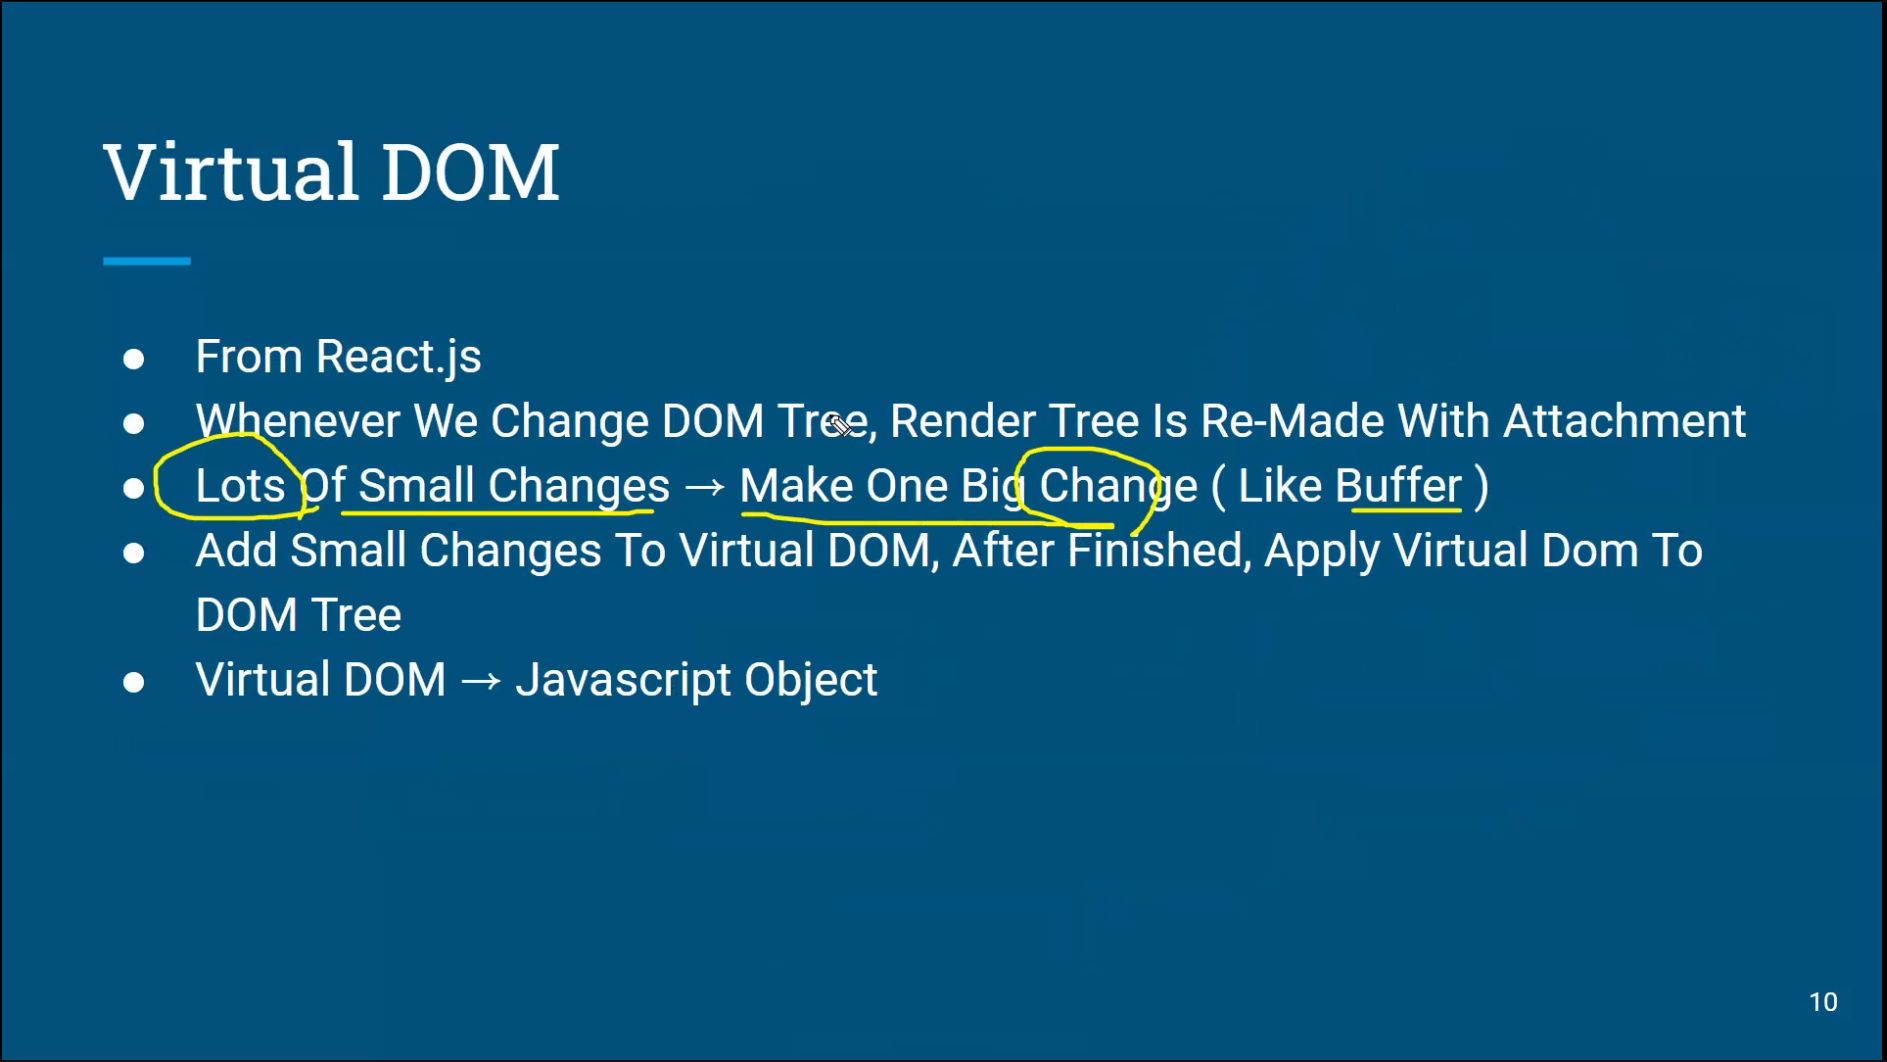 Virtual DOM
● From React.js
● Whenever We Change DOM Tree, Render Tree Is Re-Made With Attachment
● Lots Of Small Changes → Make One Big Change ( Like Buffer )
● Add Small Changes To Virtual DOM, After Finished, Apply Virtual Dom To
DOM Tree
● Virtual DOM → Javascript Object
10